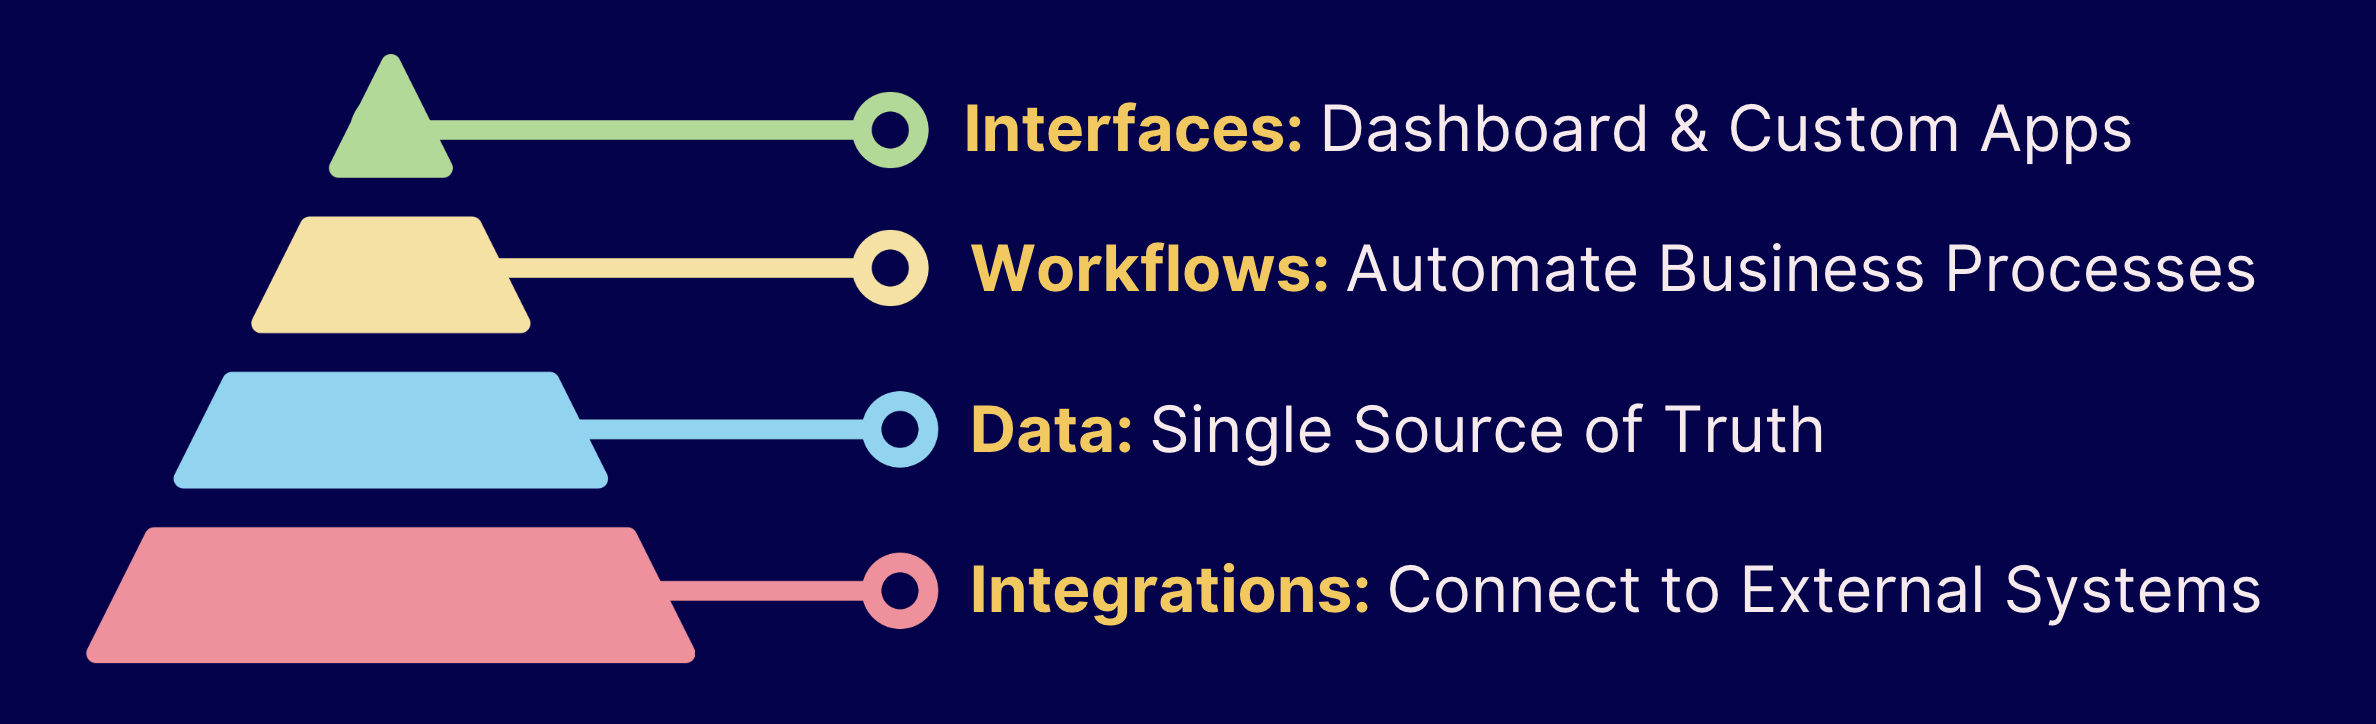 Interfaces: Dashboard & Custom Apps
Workflows: Automate Business Processes
Data: Single Source of Truth
Integrations: Connect to External Systems